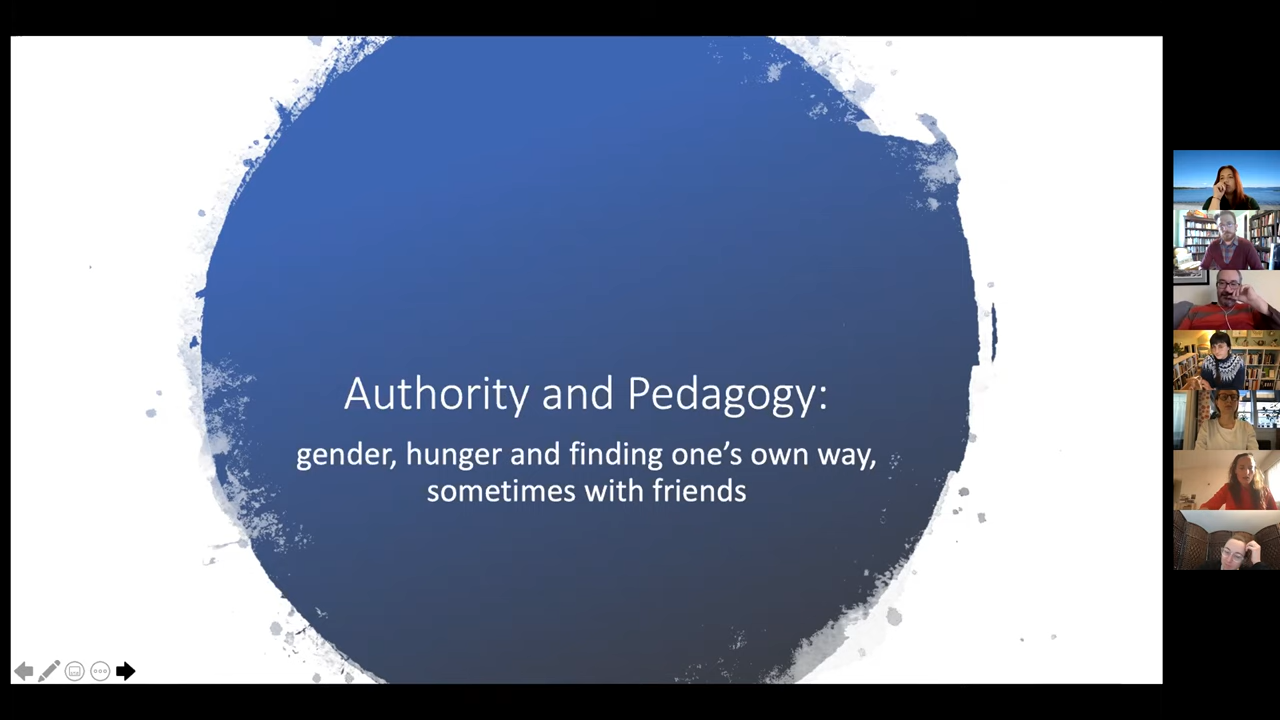 Authority and Pedagogy:
gender, hunger and finding one’s own way,
sometimes with friends